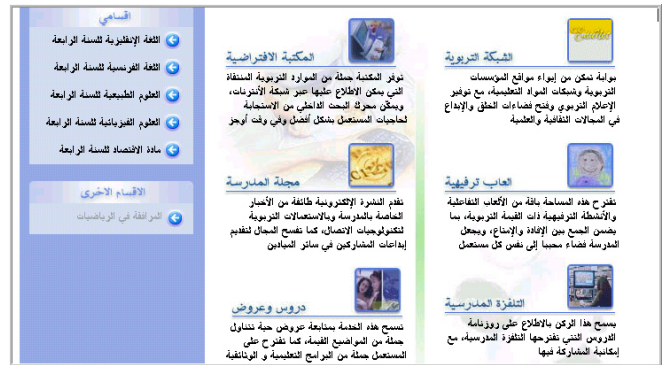 الشبكة التربوية
بوابة تمكن من إيواء مواقع المؤسسات
التربوية وشبكات المواد التعليمية، مع توفير
الإعلام التربوي وفتح فضاءات الخلق والإبداع
في المجالات الثقافية والعلمية
المكتبة الافتراضية
توفر المكتبة جملة من الموارد التربوية المنتقاة
التي يمكن الاطلاع عليها عبر شبكة الأنترنات،
ويمكّن محرك البحث الداخلي من الاستجابة
لحاجيات المستعمل بشكل أفضل وفي وقت أوجز
العاب ترفيهية
تقترح هذه المساحة باقة من الألعاب التفاعلية
والأنشطة الترفيهية ذات القيمة التربوية، بما
يضمن الجمع بين الإفادة والإمتاع، ويجعل
المدرسة فضاء محببا إلى نفس كل مستعمل
مجلة المدرسة
تقدم النشرة الإلكترونية طائفة من الأخبار
الخاصة بالمدرسة وبالاستعمالات التربوية
لتكنولوجيات الاتصال، كما تفسح المجال لتقديم
إبداعات المشاركين في سائر الميادين
التلفزة المدرسية
يسمح هذا الركن بالاطلاع على روزنامة
الدروس التي تقترحها التلفزة المدرسية، مع
إمكانية المشاركة فيها
دروس وعروض
تسمح هذه الخدمة بمتابعة عروض حية تتناول
جملة من المواضيع القيمة، كما تقترح على
المستعمل جملة من البرامج التعليمية و الوثائقية
اقسامي
اللغة الإنقليزية للسنة الرابعة
اللغة الفرنسية للسنة الرابعة
العلوم الطبيعية للسنة الرابعة
العلوم الفيزيائية للسنة الرابعة
مادة الاقتصاد للسنة الرابعة
الاقسام الاخرى
المرافقة في الرياضيات